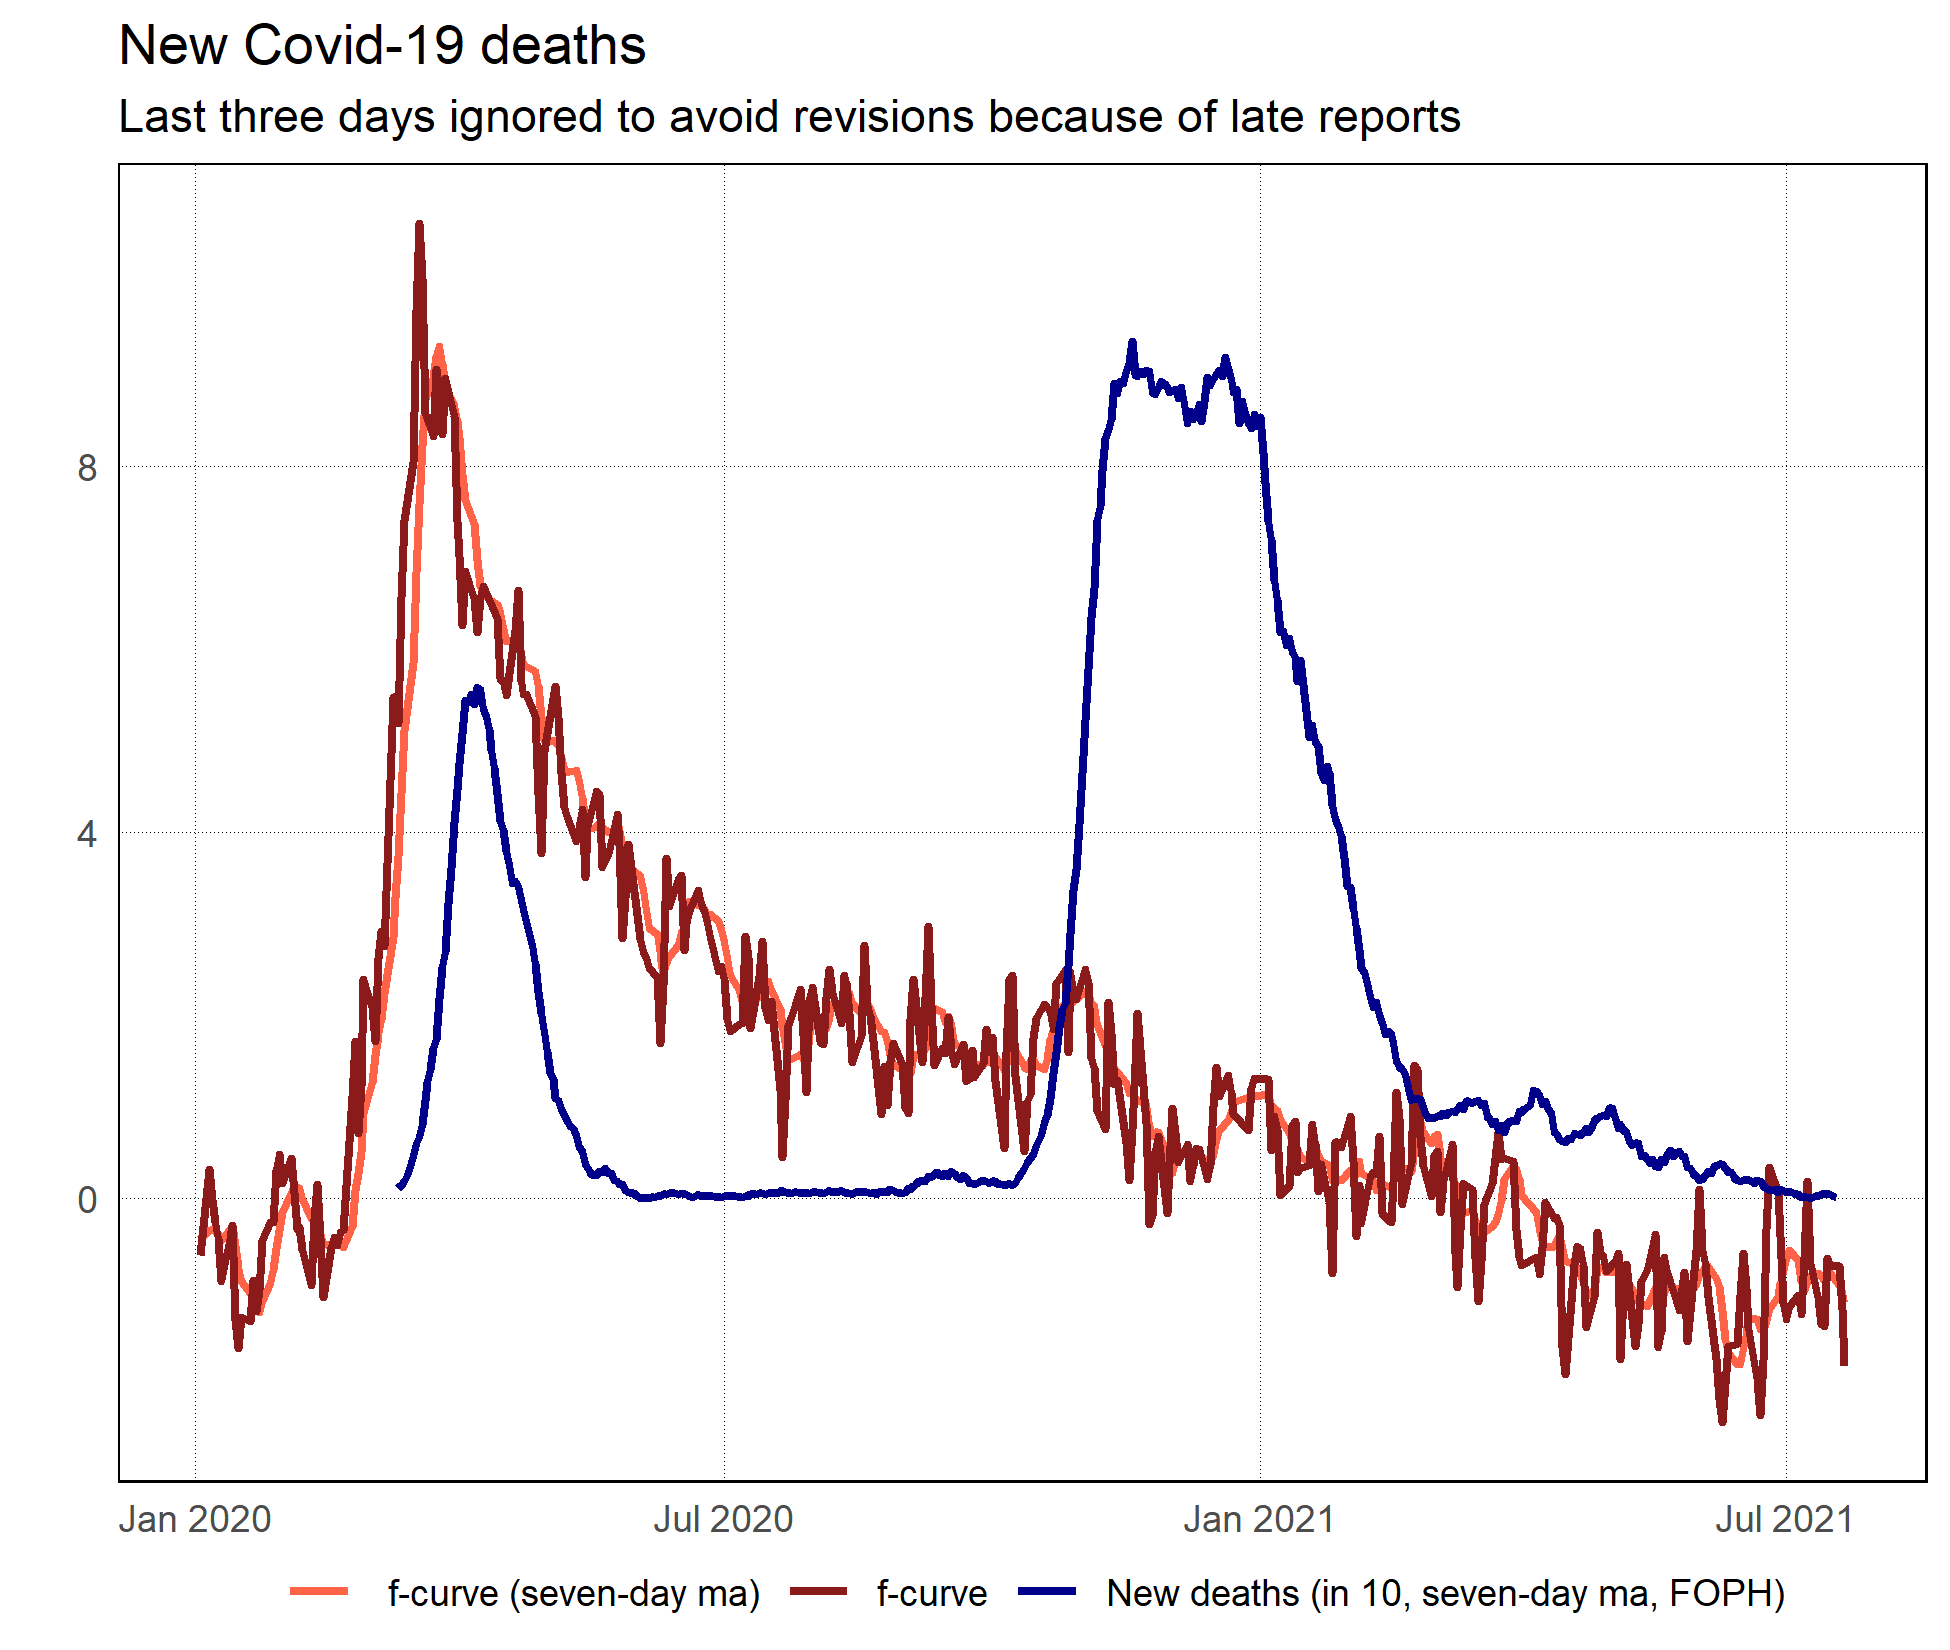 New Covid-19 deaths
Last three days ignored to avoid revisions because of late reports
8
4
0
Jan 2020 Jul 2020 Jan 2021 Jul 2021
f-curve (seven-day ma) f-curve New deaths (in 10, seven-day ma, FOPH)